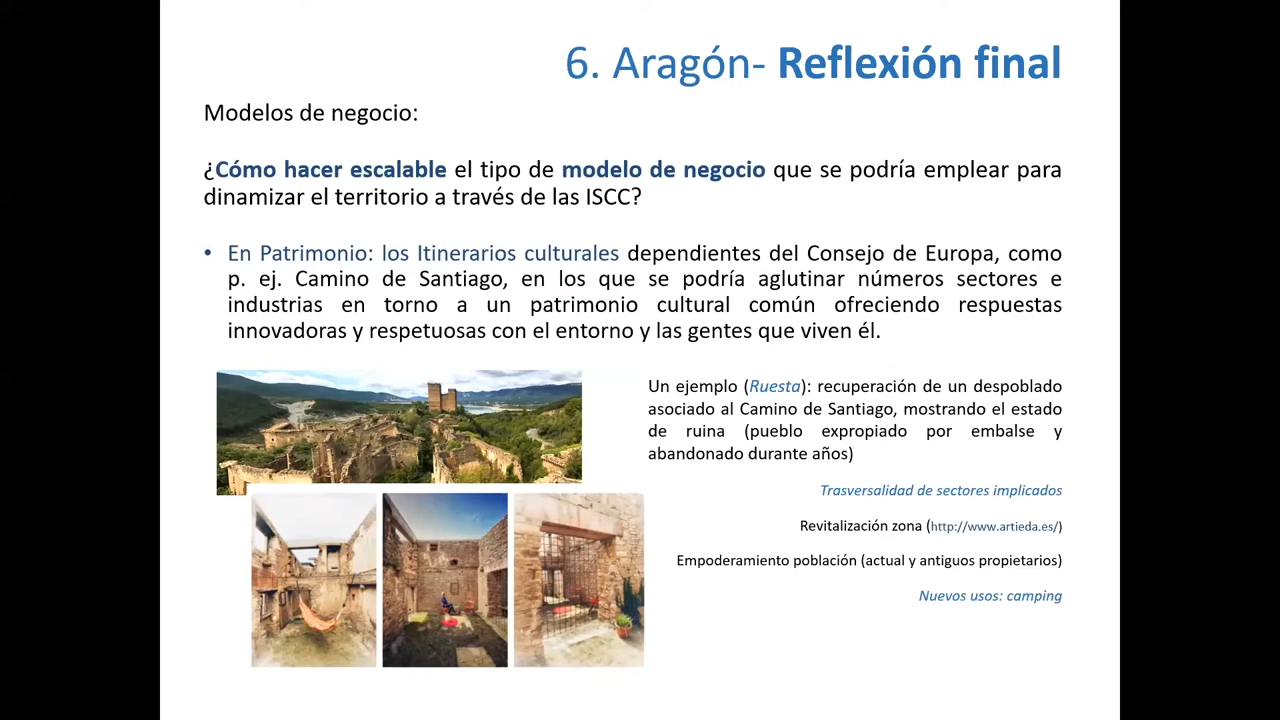 6. Aragón- Reflexión final
Modelos de negocio:
¿Cómo hacer escalable el tipo de modelo de negocio que se podría emplear para
dinamizar el territorio a través de las ISCC?
• En Patrimonio: los Itinerarios culturales dependientes del Consejo de Europa, como
p. ej. Camino de Santiago, en los que se podría aglutinar números sectores e
industrias en torno a un patrimonio cultural común ofreciendo respuestas
innovadoras y respetuosas con el entorno y las gentes que viven él.
Un ejemplo (Ruesta): recuperación de un despoblado
asociado al Camino de Santiago, mostrando el estado
de ruina (pueblo expropiado por embalse y
abandonado durante años)
Trasversalidad de sectores implicados
Revitalización zona (http://www.artieda.es/)
Empoderamiento población (actual y antiguos propietarios)
Nuevos usos: camping